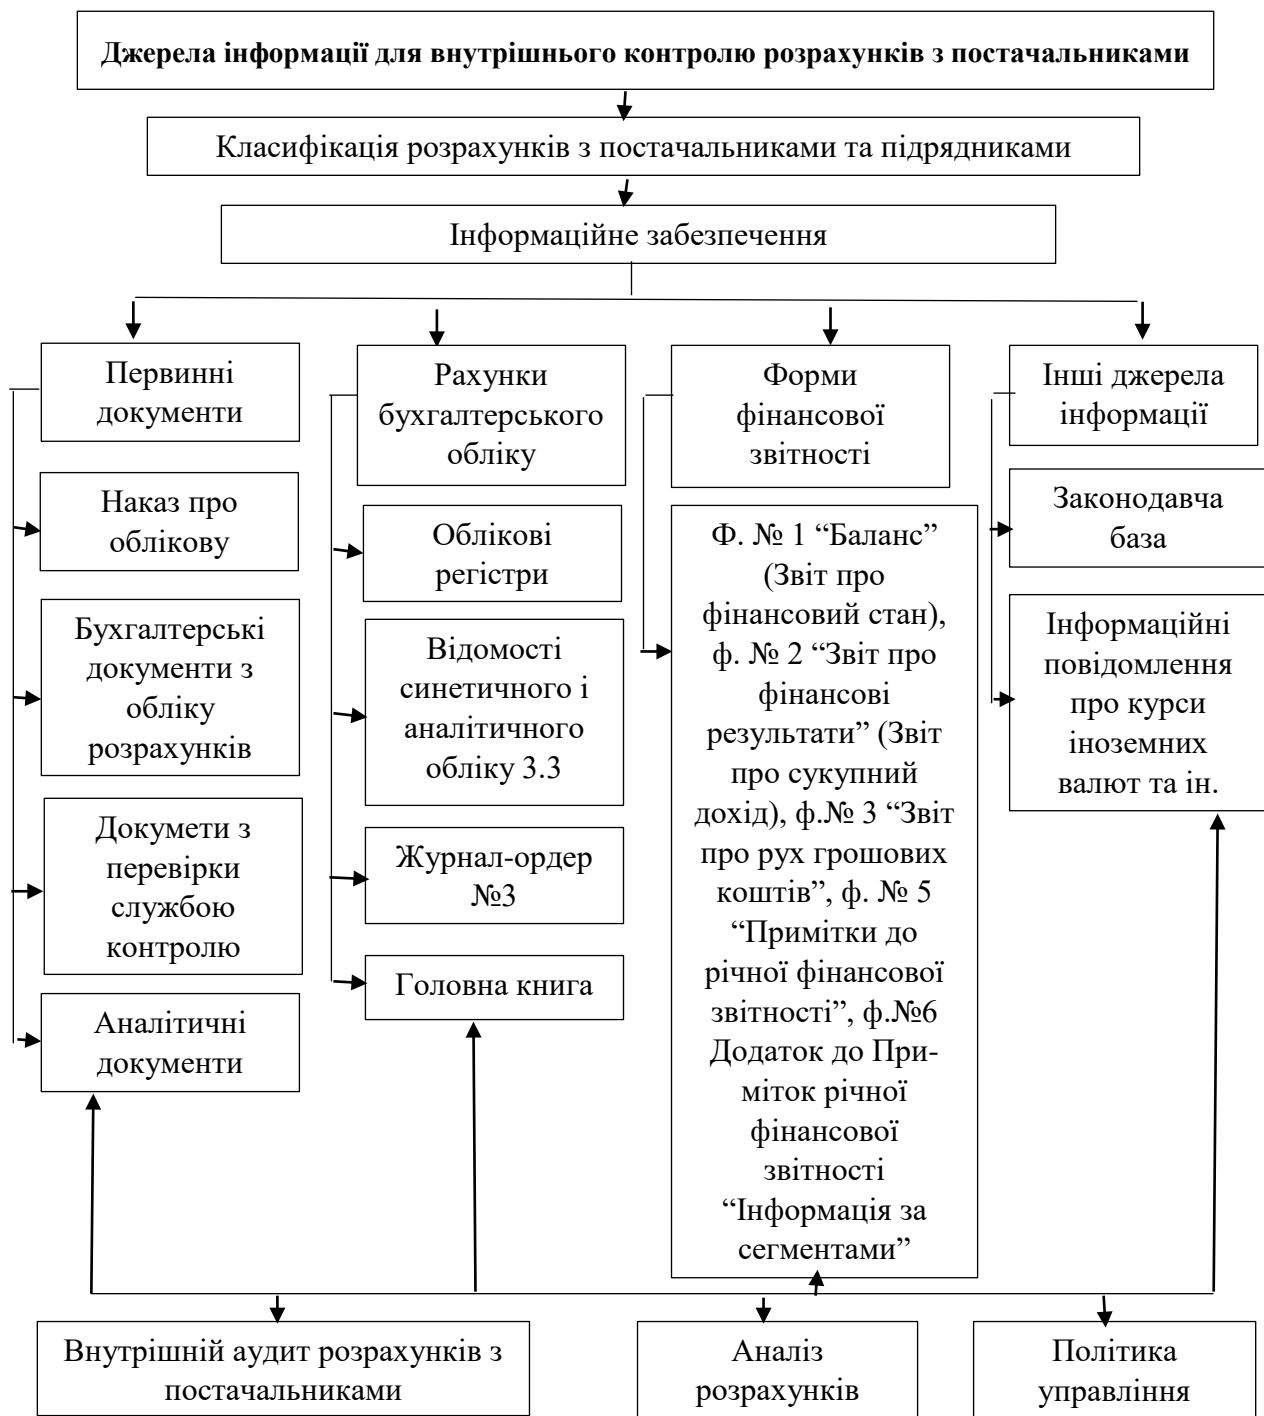 Джерела інформації для внутрішнього контролю розрахунків з постачальниками
Класифікація розрахунків з постачальниками та підрядниками
Інформаційне забезпечення
Первинні
документи
Наказ про
облікову
Бухгалтерські
документи з
обліку
розрахунків
Докумети з
перевірки
службою
контролю
Аналітичні
документи
Рахунки
бухгалтерського
обліку
Облікові
регістри
Відомості
синетичного і
аналітичного
обліку 3.3
Журнал-ордер
№3
Головна книга
Форми
фінансової
звітності
Ф. № 1 “Баланс”
(Звіт про
фінансовий стан),
ф. № 2 “Звіт про
фінансові
результати” (Звіт
про сукупний
дохід), ф.№ 3 “Звіт
про рух грошових
коштів”, ф. № 5
“Примітки до
річної фінансової
звітності”, ф.№6
Додаток до При-
міток річної
фінансової
звітності
“Інформація за
сегментами”
Інші джерела
інформації
Законодавча
база
Інформаційні
повідомлення
про курси
іноземних
валют та ін.
Внутрішній аудит розрахунків з
постачальниками
Аналіз
розрахунків
Політика
управління